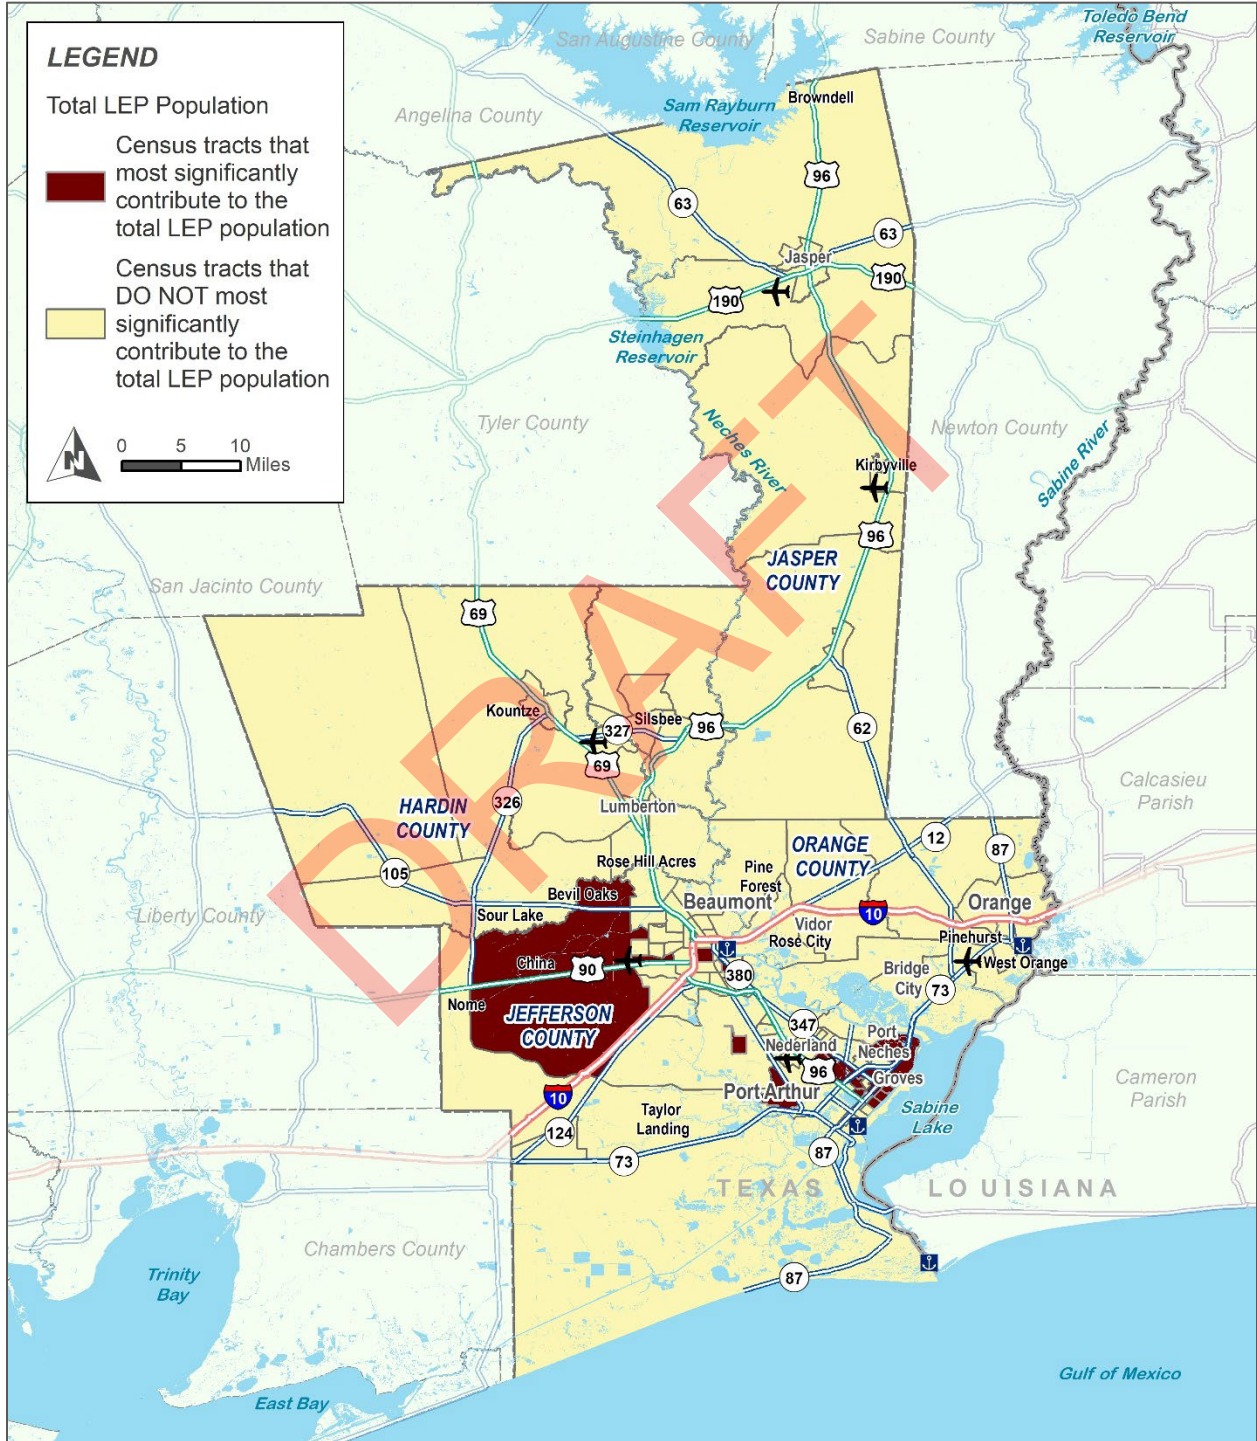 LEGEND
Total LEP Population
Census tracts that
most significantly
contribute to the
total LEP population
Census tracts that
DO NOT most
significantly
contribute to the
total LEP population
N
0 5 10
Miles
San Augustine County
Sabine County
Toledo Bend
Reservoir
Angelina County
Sam Rayburn
Reservoir
Browndell
96
63
63
Jasper
190
190
Steinhagen
Reservoir
Tyler County
Neches River
Newton County
Sabine River
Kirbyville
96
JASPER
COUNTY
San Jacinto County
69
DRAFT
Kountze
327
Silsbee
96
62
69
Lumberton
326
HARDIN
COUNTY
Calcasieu
Parish
ORANGE
COUNTY
12
87
105
Rose Hill Acres
Pine
Forest
Bevil Oaks
Beaumont
10
Orange
Liberty County
Sour Lake
Vidor
Rose City
Pinehurst
West Orange
China
90
380
Bridge
City
73
Nome
JEFFERSON
COUNTY
347
Nederland
Port
Neches
96
Groves
Port Arthur
10
Cameron
Parish
Sabine
Lake
Taylor
Landing
124
73
87
TEXAS
LOUISIANA
Chambers County
Trinity
Bay
87
East Bay
Gulf of Mexico